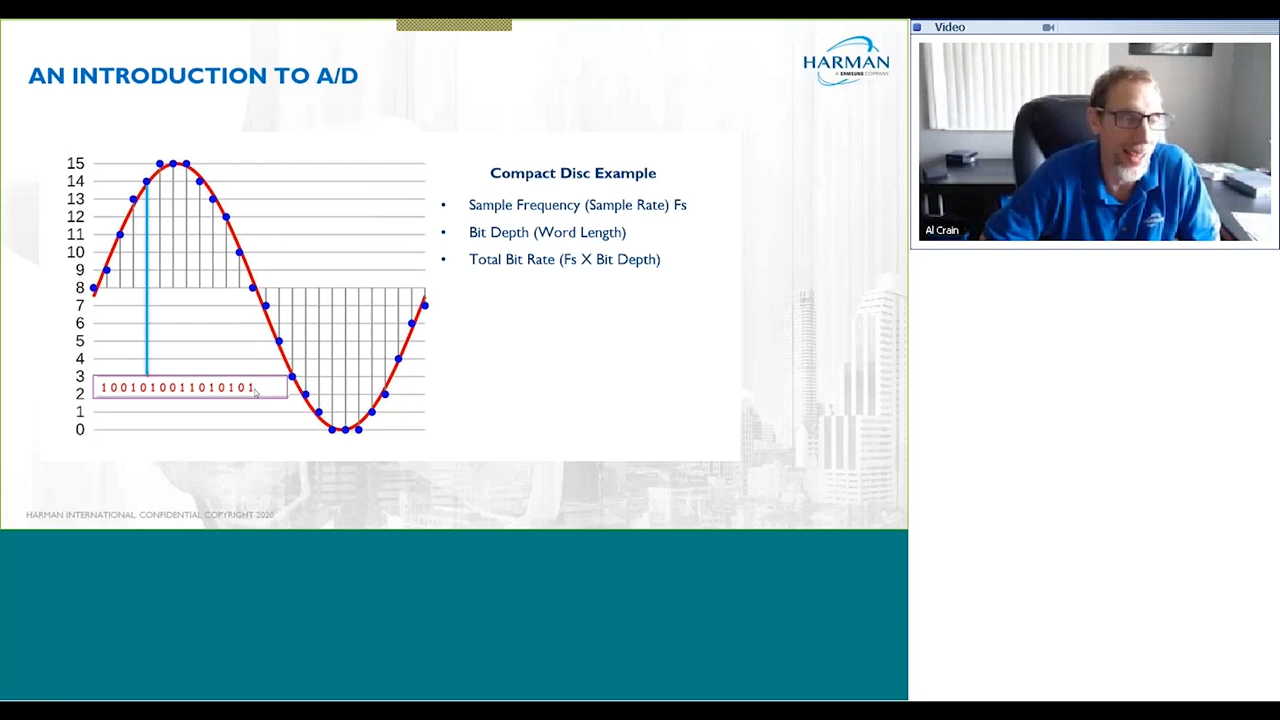 Video
HARMAN
A SAMSUNG COMPANY
AN INTRODUCTION TO A/D
15
14
13
12
11
10
9
8
7
6
5
4
3
2
1
0
1 0 0 1 0 1 0 0 1 1 0 1 0 1 0 1
Compact Disc Example
• Sample Frequency (Sample Rate) Fs
• Bit Depth (Word Length)
• Total Bit Rate (Fs X Bit Depth)
Al Crain
HARMAN INTERNATIONAL. CONFIDENTIAL. COPYRIGHT 2020